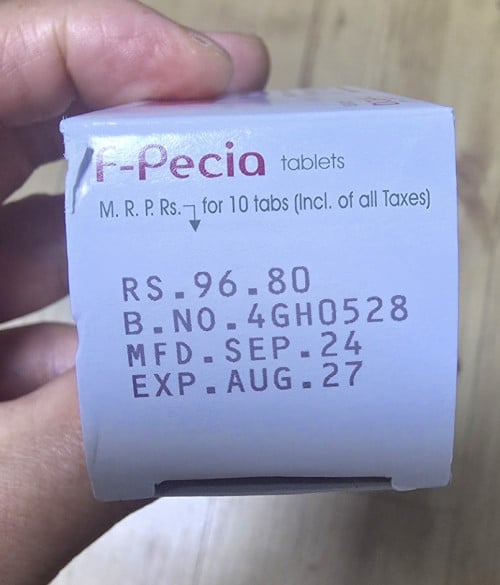 F-Pecia tablets
M. R. P. Rs. for 10 tabs (Incl. of all Taxes)
RS.96.80
B.NO.4GH0528
MFD.SEP.24
EXP.AUG.27